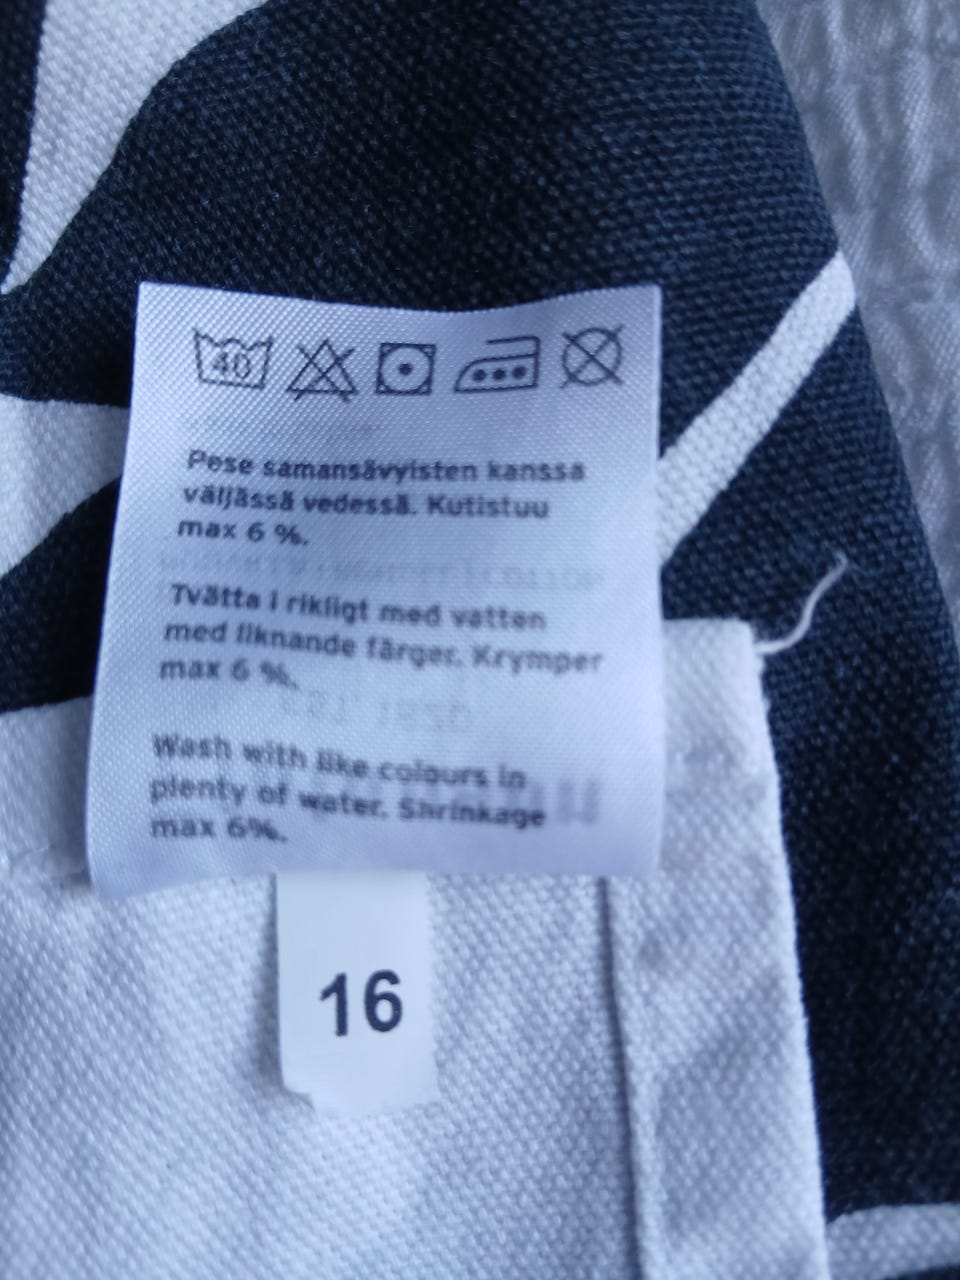 40
Pese samansävyisten kanssa
väljässä vedessä. Kutistuu
max 6 %.
Tvätta i rikligt med vatten
med liknande färger. Krymper
max 6 %.
Wash with like colours in
plenty of water. Shrinkage
max 6%.
16